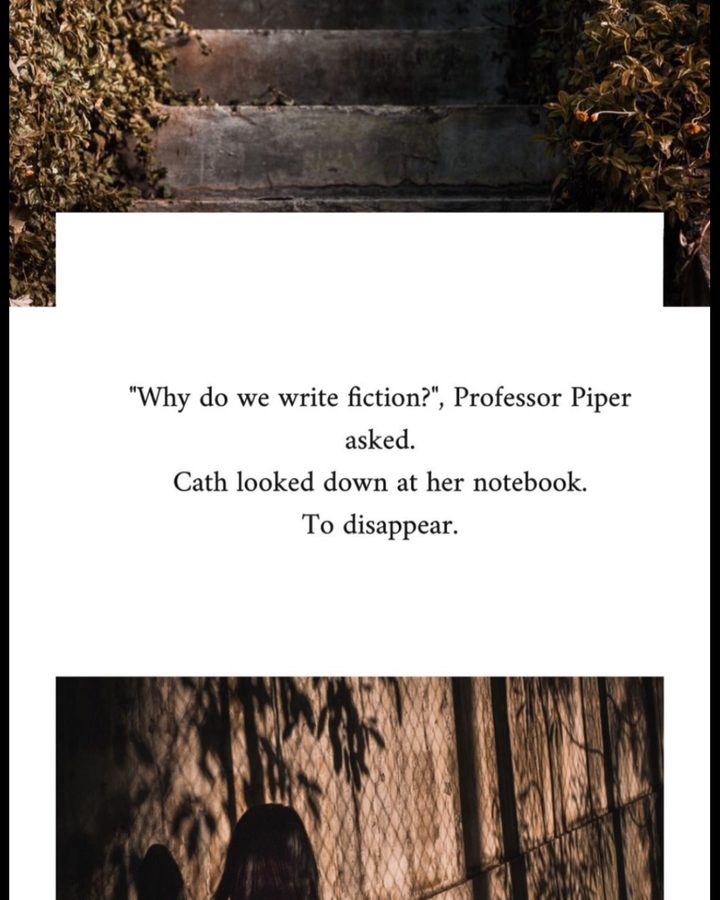 "Why do we write fiction?", Professor Piper
asked.
Cath looked down at her notebook.
To disappear.